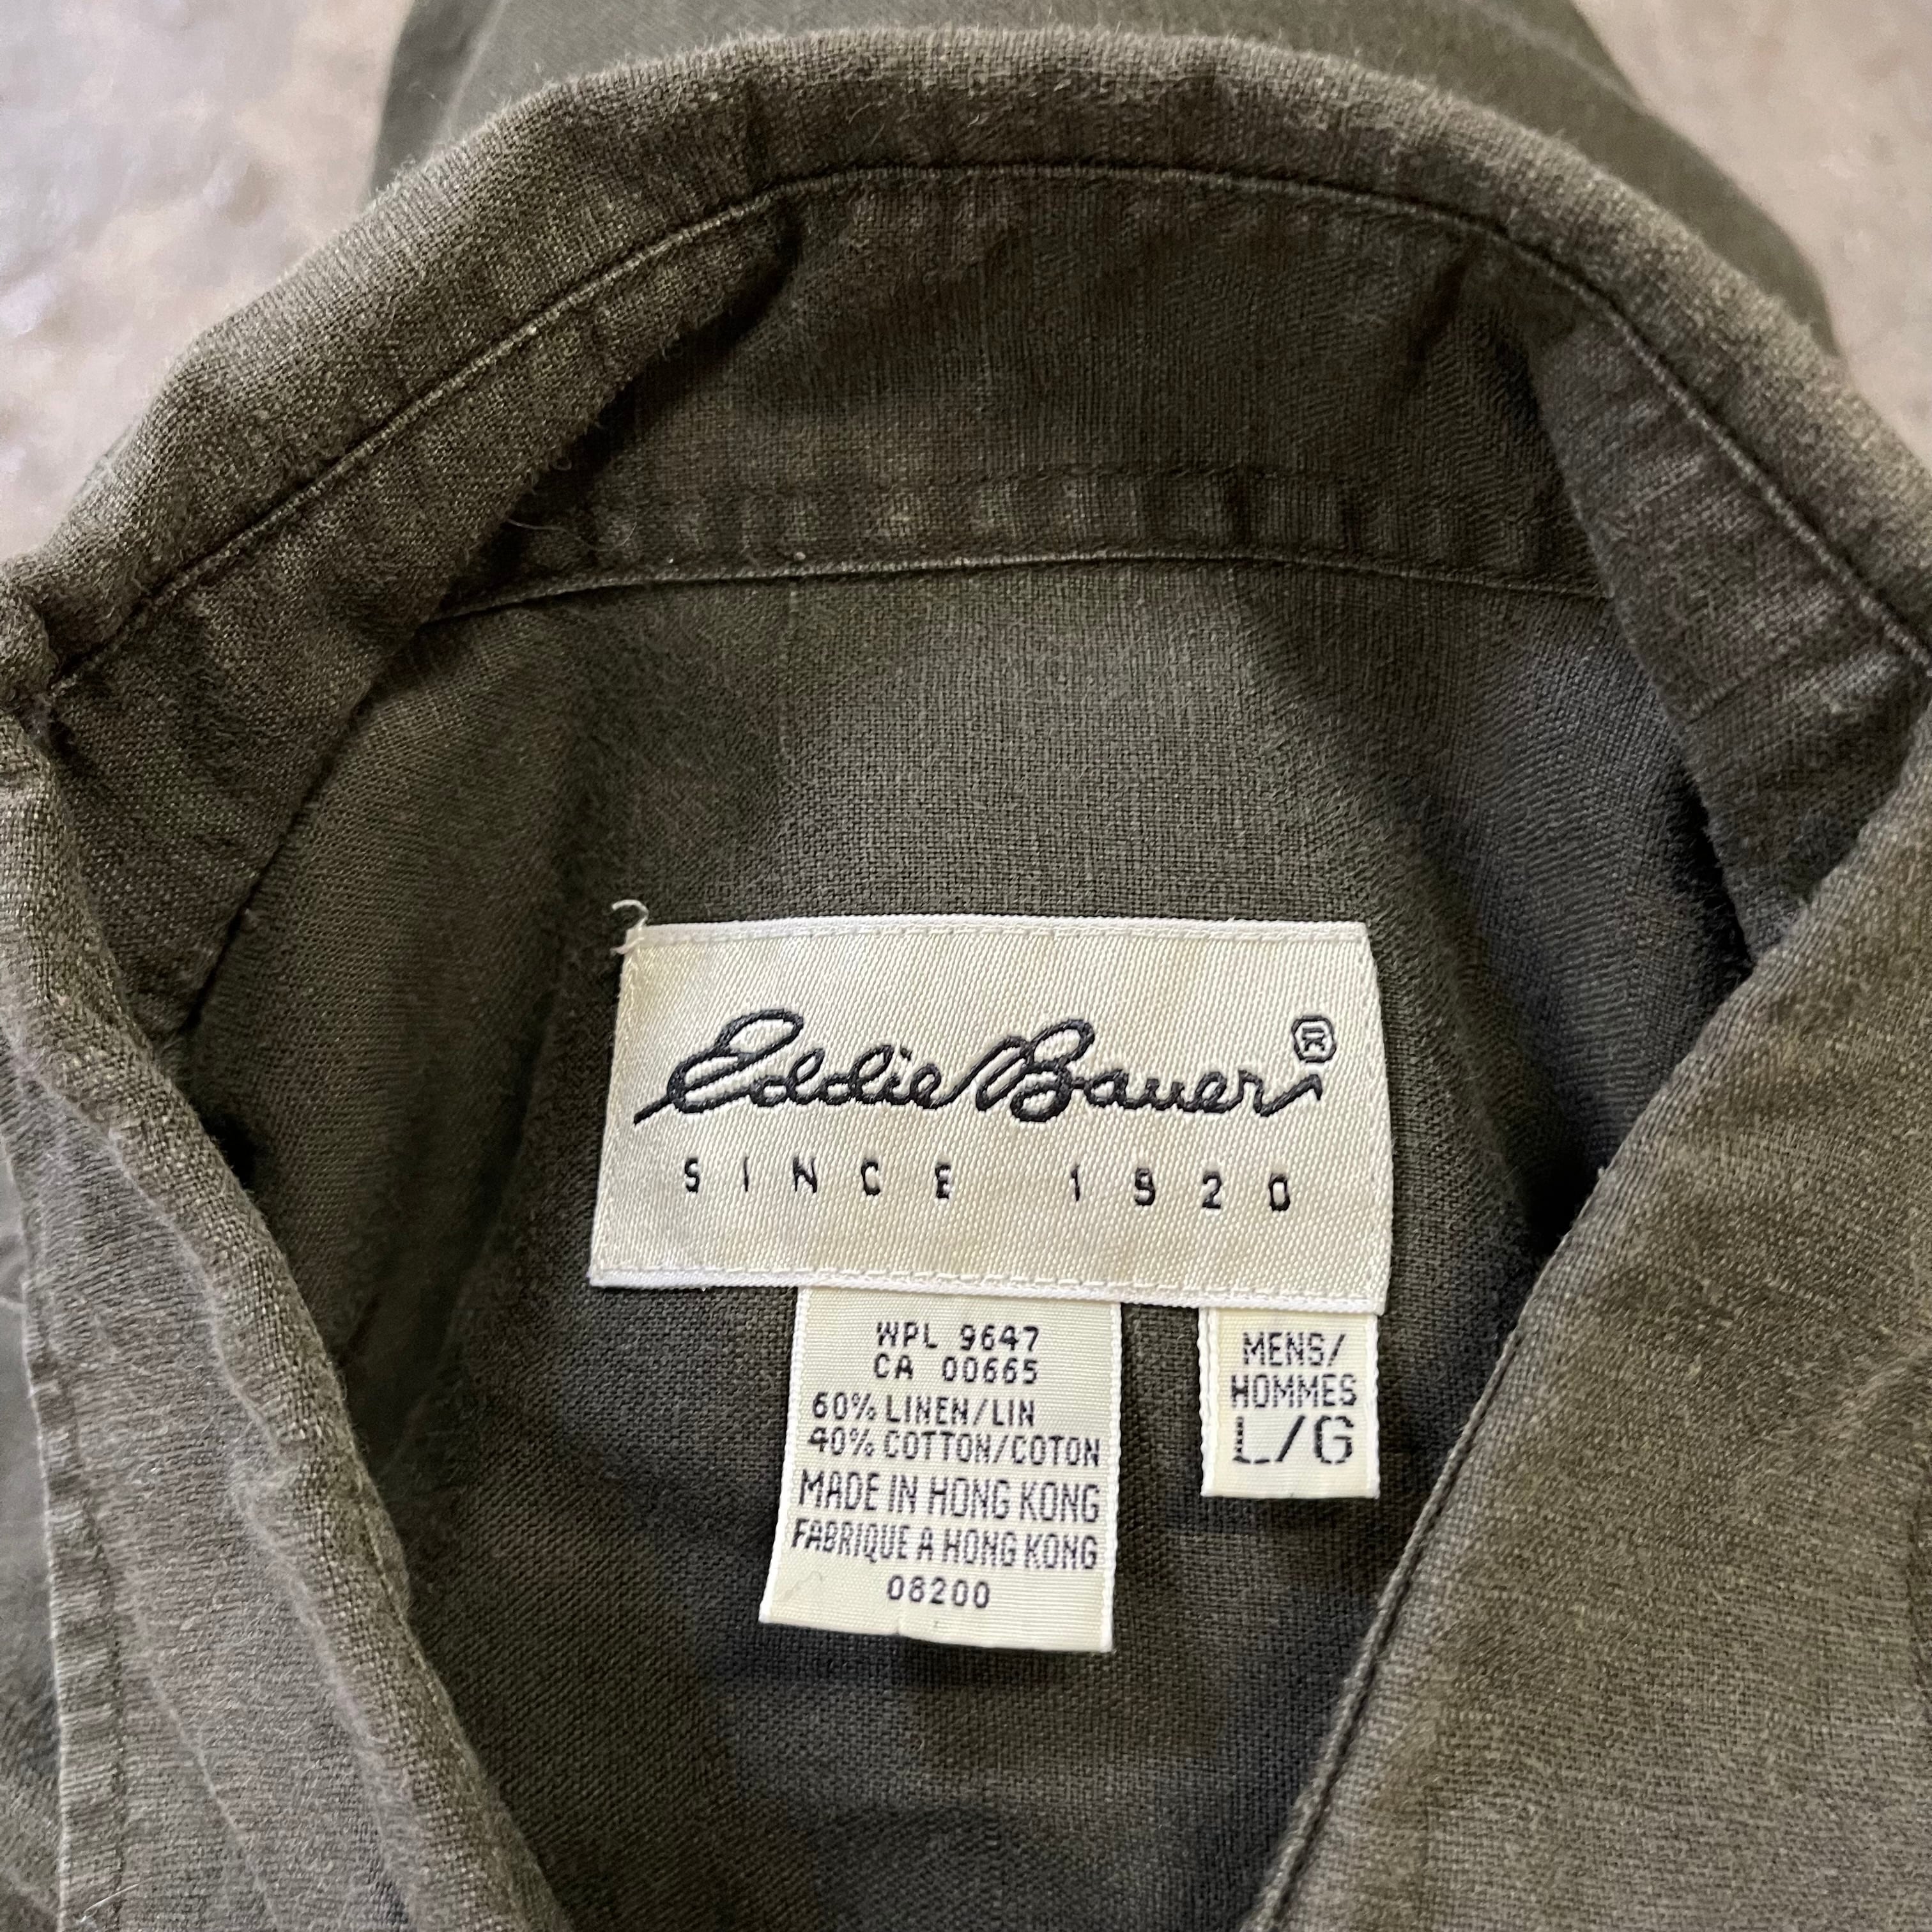 Eddie Bauer®
SINCE 1920
WPL 9647
CA 00665
60% LINEN/LIN
40% COTTON/COTON
MADE IN HONG KONG
FABRIQUE A HONG KONG
08200
MENS/
HOMMES
L/G